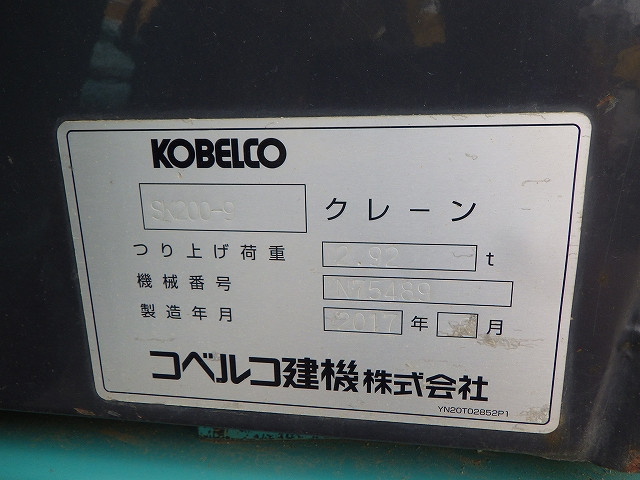 KOBELCO
SK200-9 クレーン
つり上げ荷重 2.92 t
機械番号 N75489
製造年月 2017 年 月
コベルコ建機株式会社
YN20T02852P1